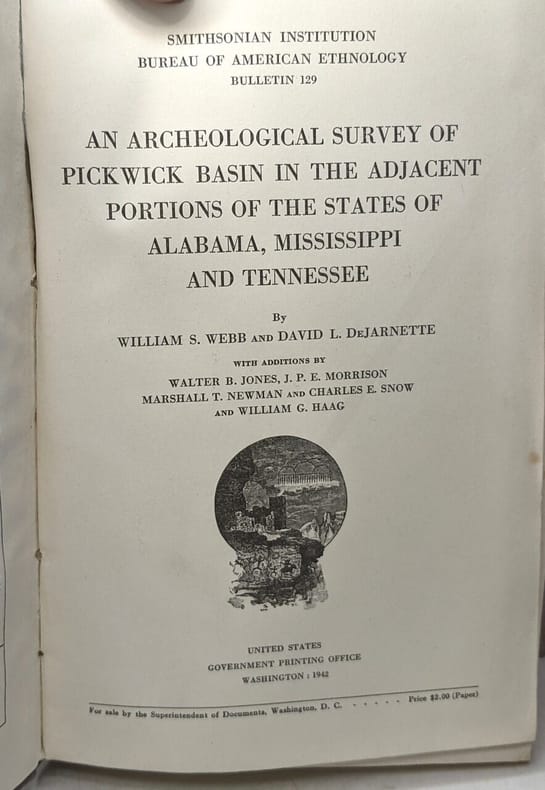 SMITHSONIAN INSTITUTION
BUREAU OF AMERICAN ETHNOLOGY
BULLETIN 129
AN ARCHEOLOGICAL SURVEY OF
PICKWICK BASIN IN THE ADJACENT
PORTIONS OF THE STATES OF
ALABAMA, MISSISSIPPI
AND TENNESSEE
By
WILLIAM S. WEBB AND DAVID L. DEJARNETTE
WITH ADDITIONS BY
WALTER B. JONES, J. P. E. MORRISON
MARSHALL T. NEWMAN AND CHARLES E. SNOW
AND WILLIAM G. HAAG
UNITED STATES
GOVERNMENT PRINTING OFFICE
WASHINGTON : 1942
For sale by the Superintendent of Documents, Washington, D. C. - - - - - Price $2.00 (Paper)